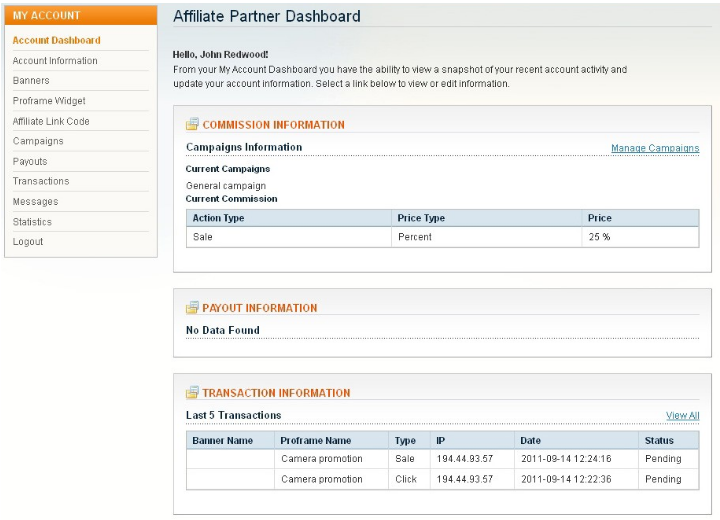 MY ACCOUNT
Account Dashboard
Account Information
Banners
Proframe Widget
Affiliate Link Code
Campaigns
Payouts
Transactions
Messages
Statistics
Logout
Affiliate Partner Dashboard
Hello, John Redwood!
From your My Account Dashboard you have the ability to view a snapshot of your recent account activity and
update your account information. Select a link below to view or edit information.
COMMISSION INFORMATION
Campaigns Information Manage Campaigns
Current Campaigns
General campaign
Current Commission
Action Type Price Type Price
Sale Percent 25 %
PAYOUT INFORMATION
No Data Found
TRANSACTION INFORMATION
Last 5 Transactions View All
Banner Name Proframe Name Type IP Date Status
Camera promotion Sale 194.44.93.57 2011-09-14 12:24:16 Pending
Camera promotion Click 194.44.93.57 2011-09-14 12:22:36 Pending